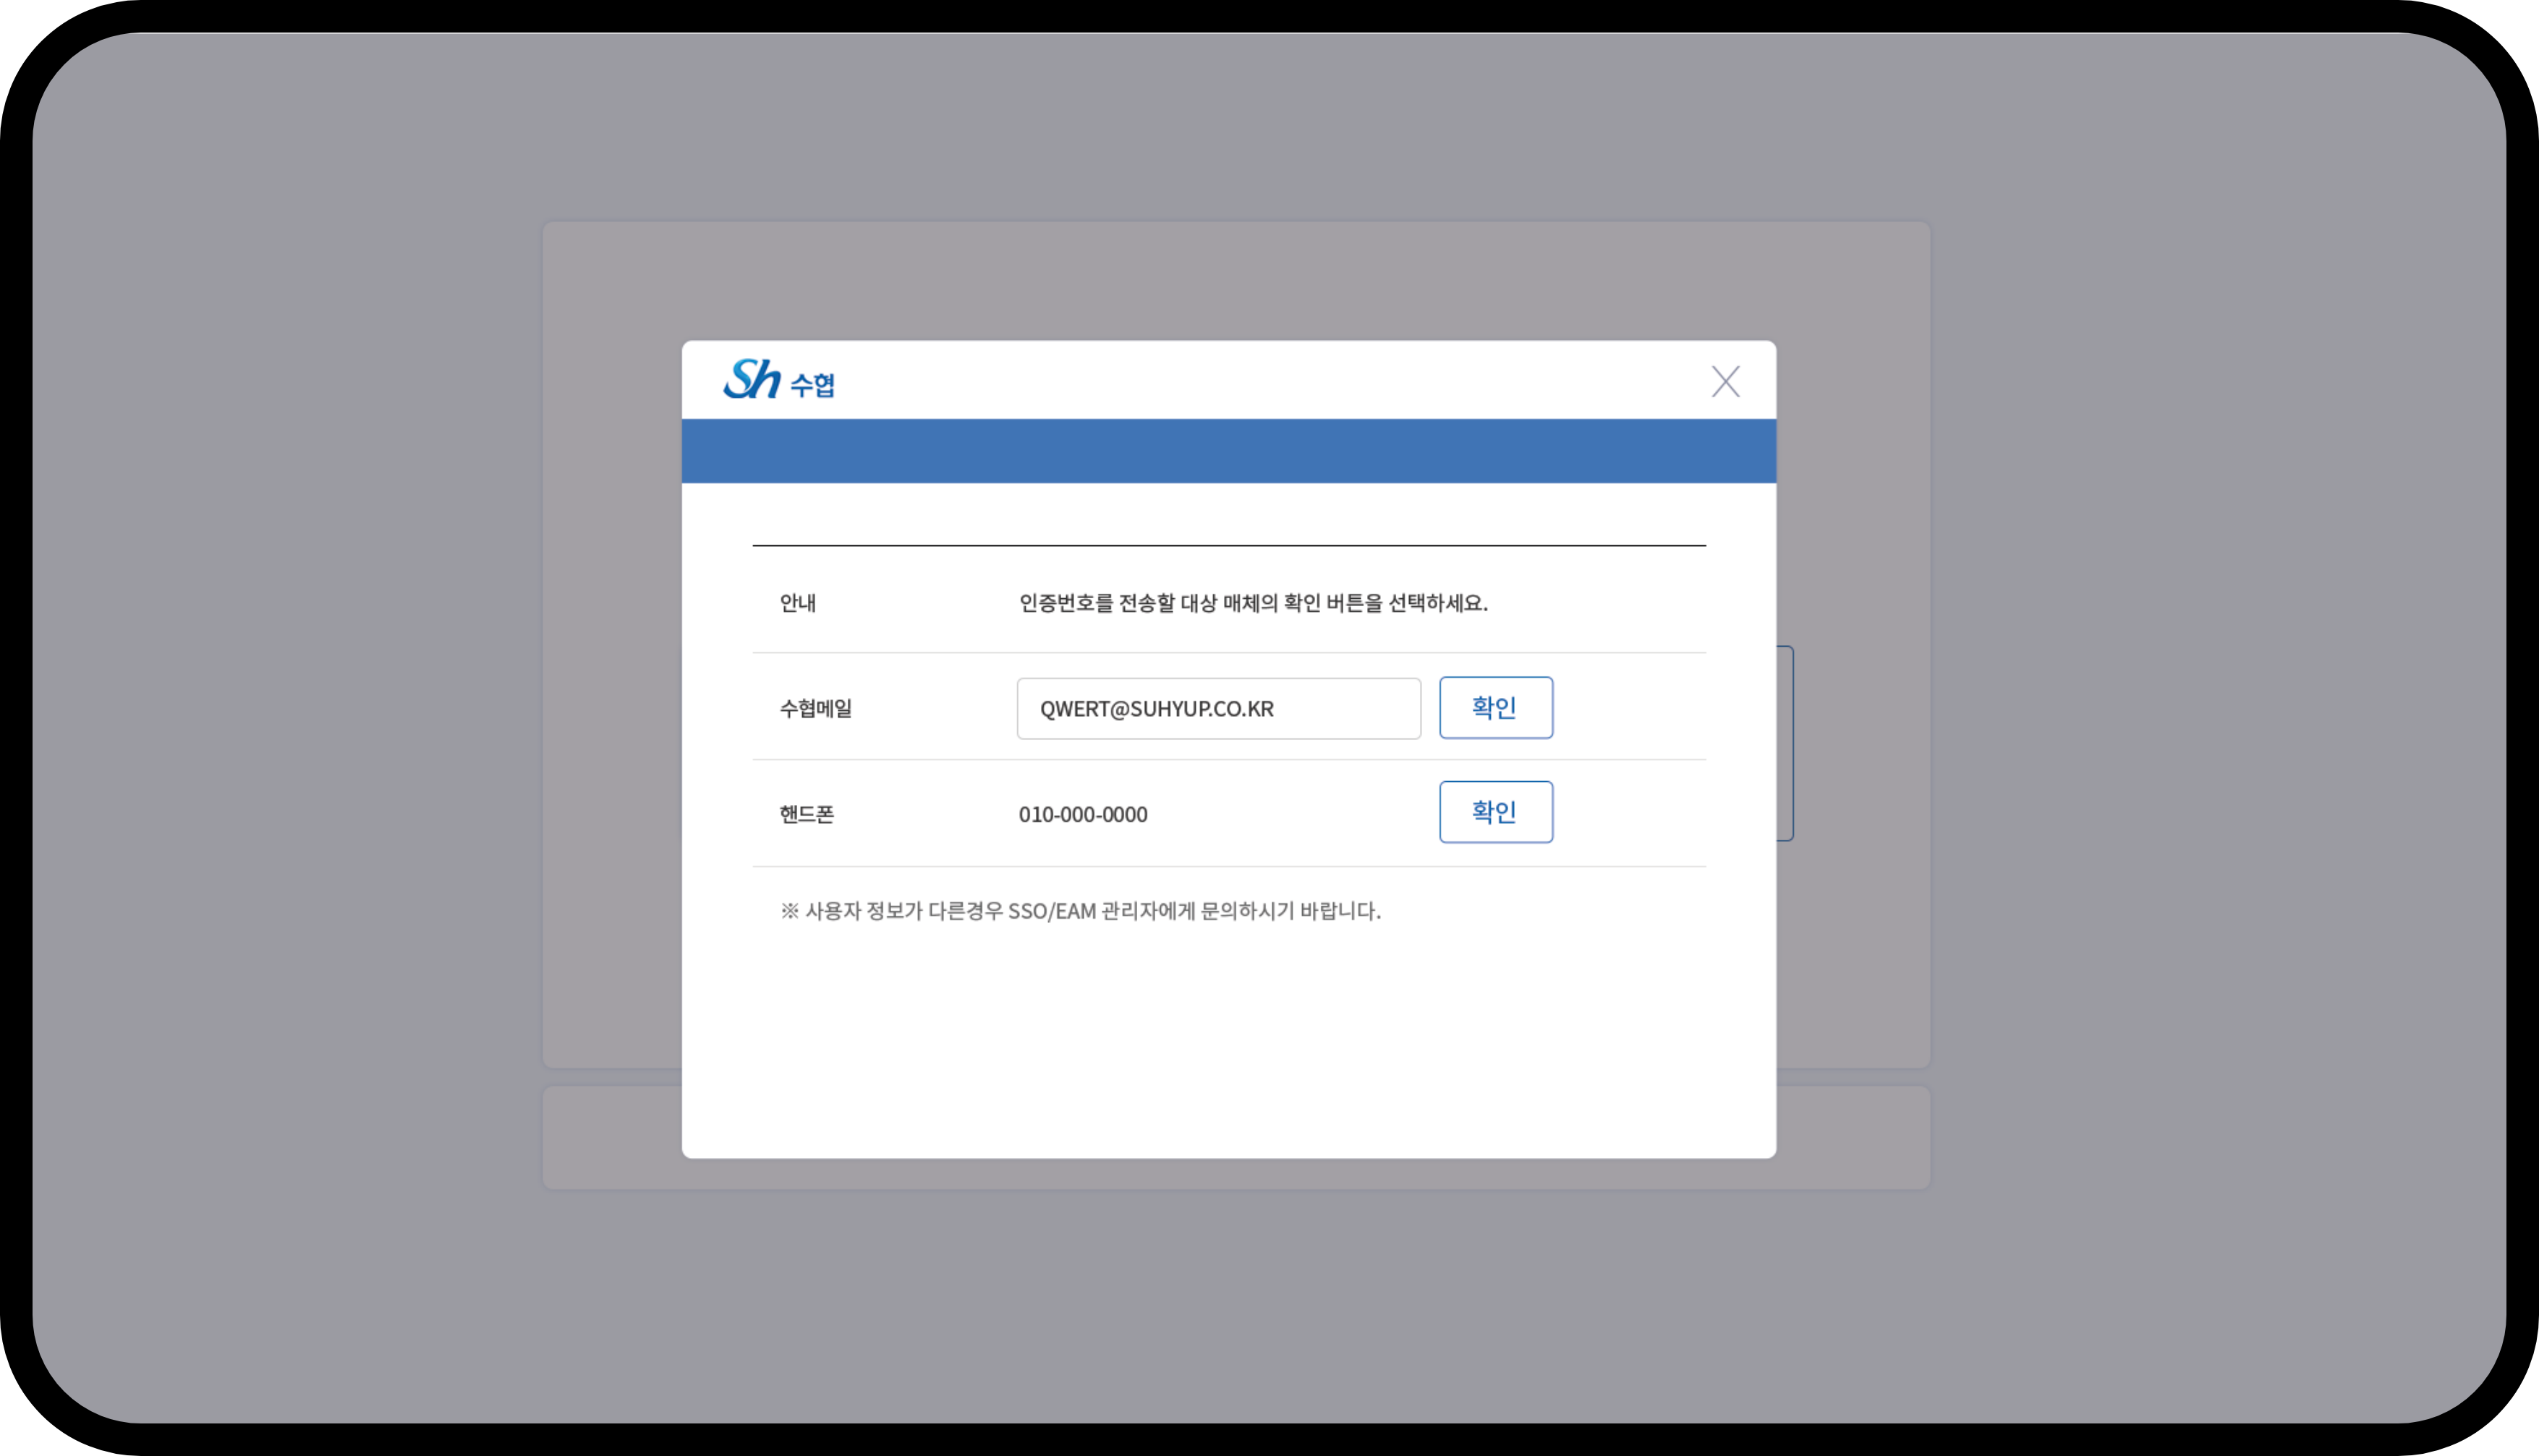 Sh 수협
X
안내 인증번호를 전송할 대상 매체의 확인 버튼을 선택하세요.
수협메일 QWERT@SUHYUP.CO.KR 확인
핸드폰 010-000-0000 확인
※ 사용자 정보가 다른경우 SSO/EAM 관리자에게 문의하시기 바랍니다.